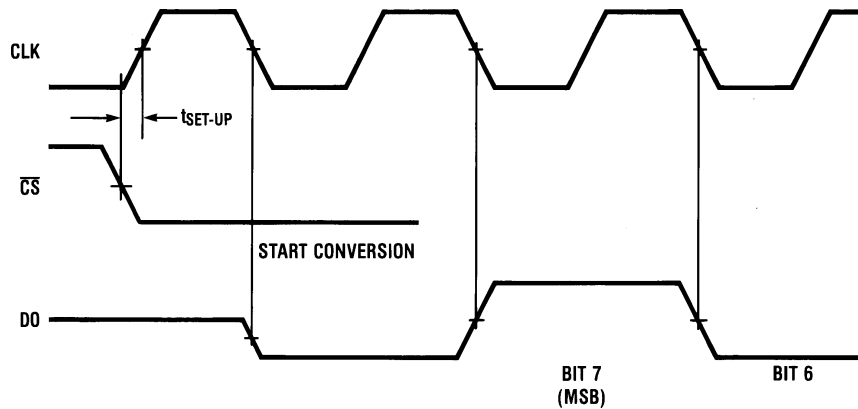 CLK
tSET-UP
CS
START CONVERSION
DO
BIT 7
(MSB)
BIT 6